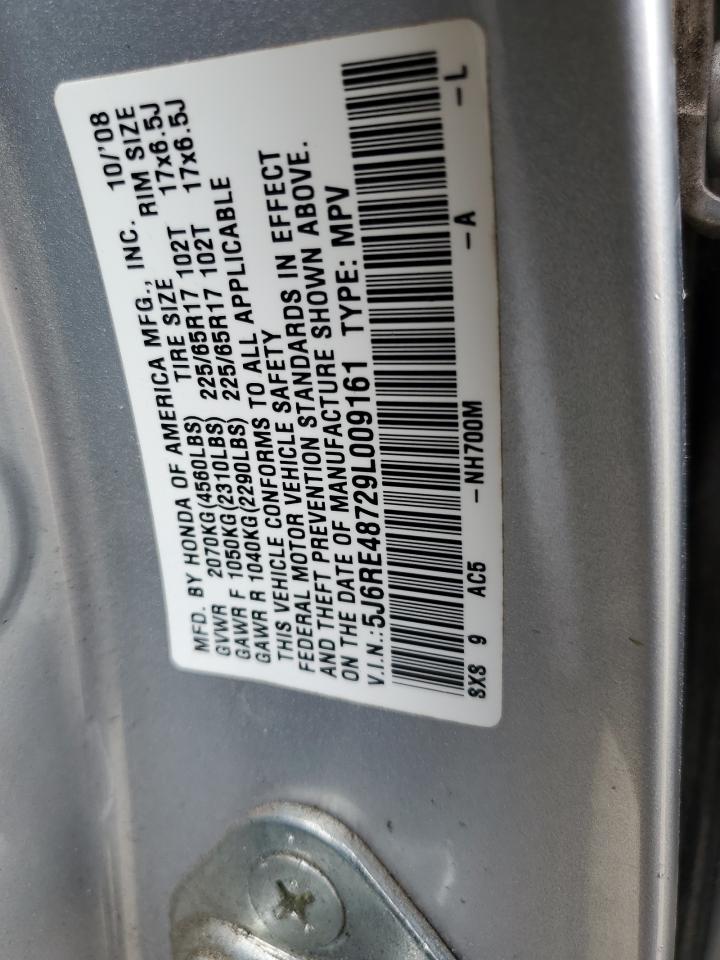 MFD. BY HONDA OF AMERICA MFG., INC. 10/'08
GVWR 2070KG(4560LBS) TIRE SIZE RIM SIZE
GAWR F 1050KG(2310LBS) 225/65R17 102T 17x6.5J
GAWR R 1040KG(2290LBS) 225/65R17 102T 17x6.5J
THIS VEHICLE CONFORMS TO ALL APPLICABLE
FEDERAL MOTOR VEHICLE SAFETY
AND THEFT PREVENTION STANDARDS IN EFFECT
ON THE DATE OF MANUFACTURE SHOWN ABOVE.
V.I.N.:5J6RE48729L009161 TYPE: MPV
SX8 9 AC5 -NH700M -A -L